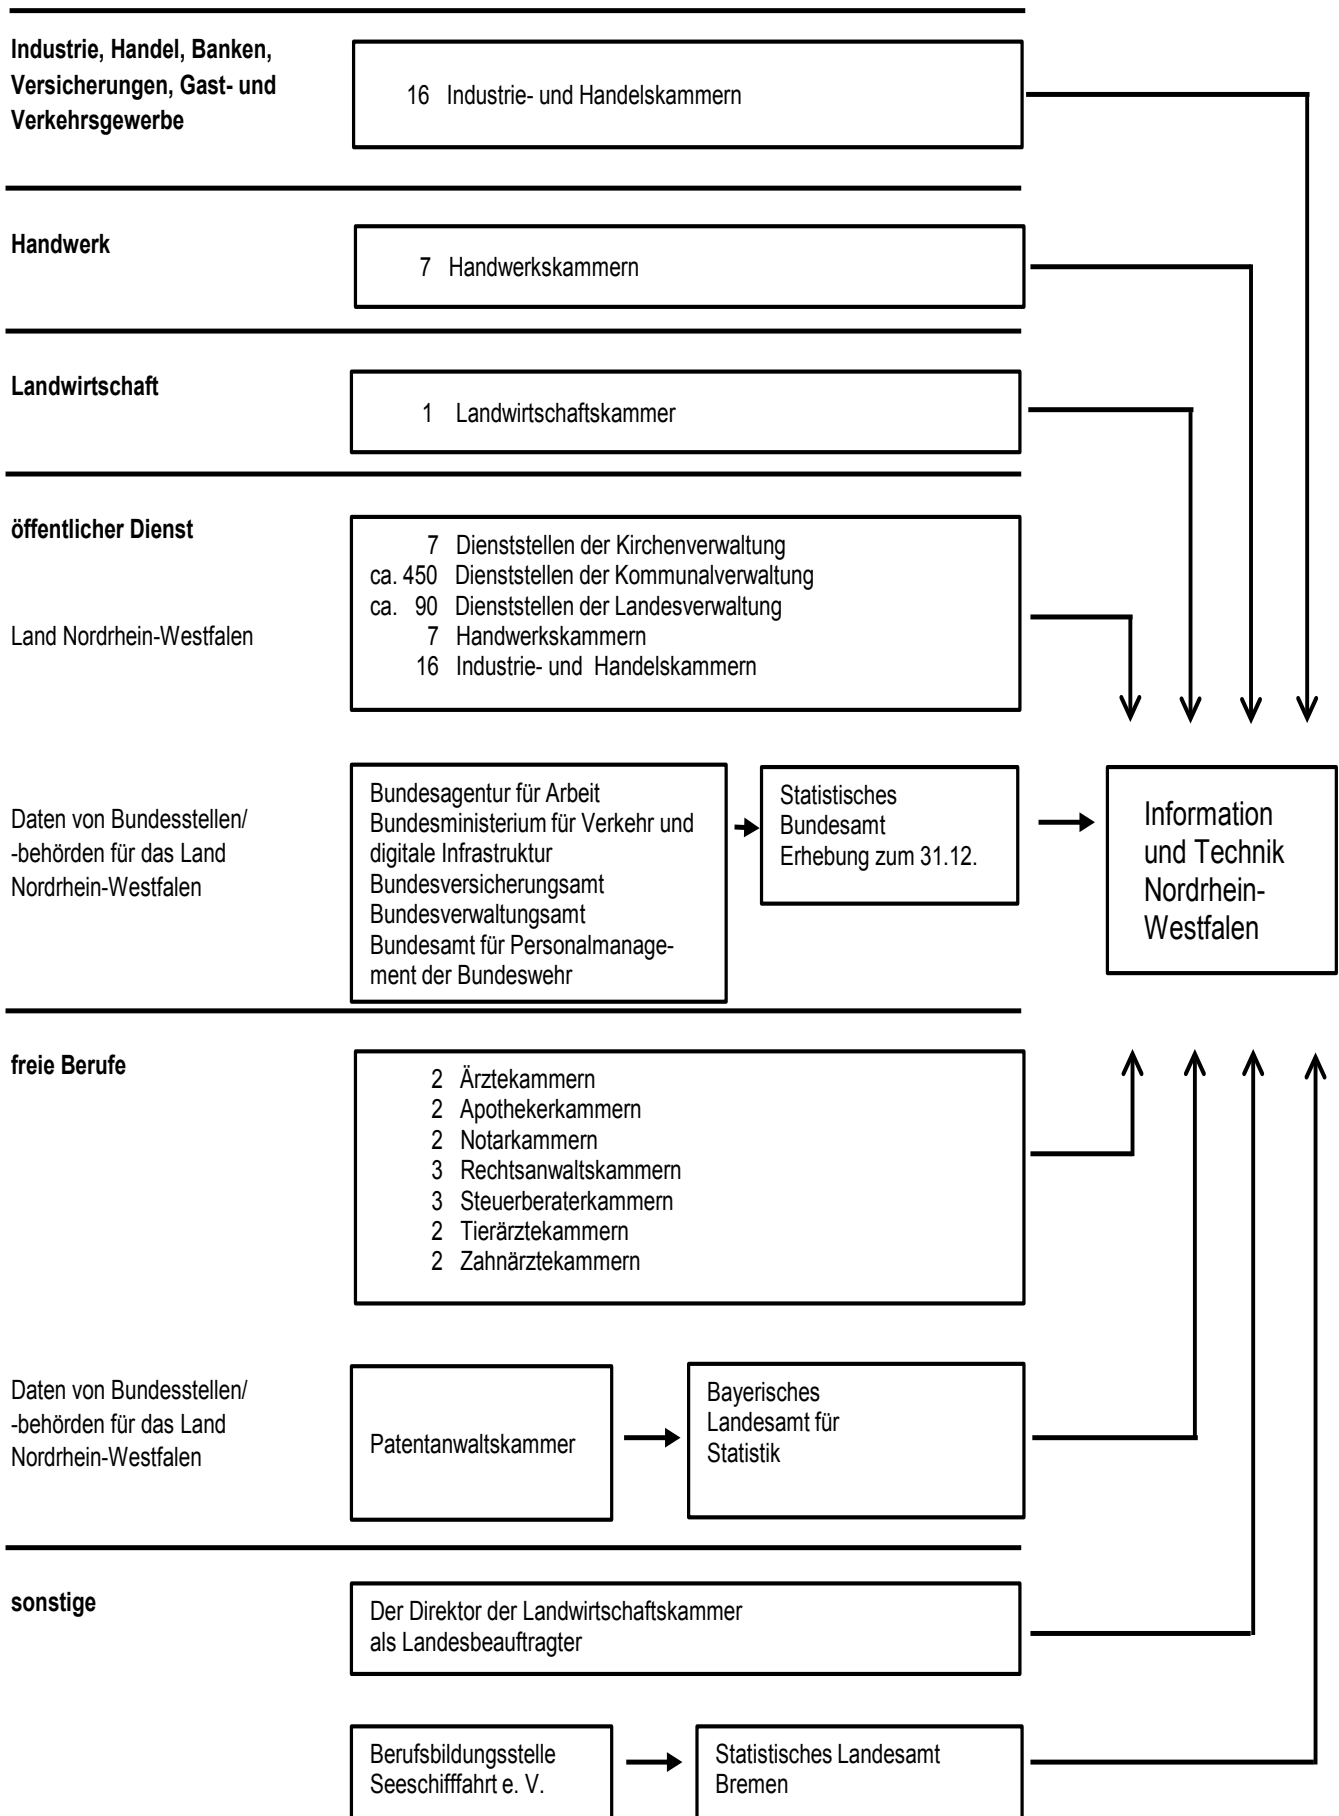 Industrie, Handel, Banken,
Versicherungen, Gast- und
Verkehrsgewerbe
16 Industrie- und Handelskammern
Handwerk
7 Handwerkskammern
Landwirtschaft
1 Landwirtschaftskammer
öffentlicher Dienst
Land Nordrhein-Westfalen
7 Dienststellen der Kirchenverwaltung
ca. 450 Dienststellen der Kommunalverwaltung
ca. 90 Dienststellen der Landesverwaltung
7 Handwerkskammern
16 Industrie- und Handelskammern
Daten von Bundesstellen/
-behörden für das Land
Nordrhein-Westfalen
Bundesagentur für Arbeit
Bundesministerium für Verkehr und
digitale Infrastruktur
Bundesversicherungsamt
Bundesverwaltungsamt
Bundesamt für Personalmanage-
ment der Bundeswehr
Statistisches
Bundesamt
Erhebung zum 31.12.
Information
und Technik
Nordrhein-
Westfalen
freie Berufe
2 Ärztekammern
2 Apothekerkammern
2 Notarkammern
3 Rechtsanwaltskammern
3 Steuerberaterkammern
2 Tierärztekammern
2 Zahnärztekammern
Daten von Bundesstellen/
-behörden für das Land
Nordrhein-Westfalen
Patentanwaltskammer
Bayerisches
Landesamt für
Statistik
sonstige
Der Direktor der Landwirtschaftskammer
als Landesbeauftragter
Berufsbildungsstelle
Seeschifffahrt e. V.
Statistisches Landesamt
Bremen